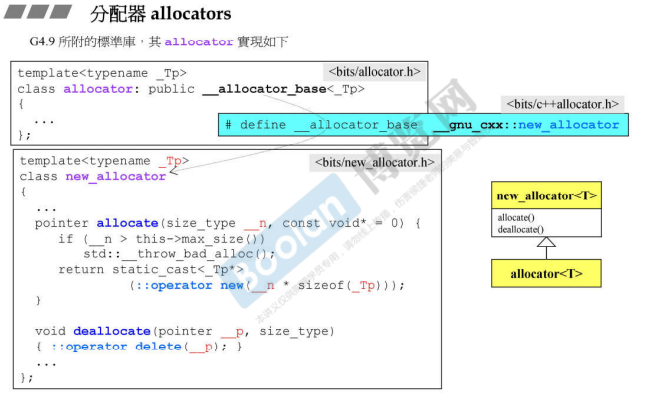 分配器 allocators
G4.9 所附的標準庫，其 allocator 實現如下
<bits/allocator.h>
template<typename _Tp>
class allocator: public __allocator_base<_Tp>
{
...
};
<bits/c++allocator.h>
# define __allocator_base __gnu_cxx::new_allocator
<bits/new_allocator.h>
template<typename _Tp>
class new_allocator
{
...
pointer allocate(size_type __n, const void* = 0) {
if (__n > this->max_size())
std::__throw_bad_alloc();
return static_cast<_Tp*>
(::operator new(__n * sizeof(_Tp)));
}
void deallocate(pointer __p, size_type)
{ ::operator delete(__p); }
...
};
new_allocator<T>
allocate()
deallocate()
allocator<T>
Boolan
博览网